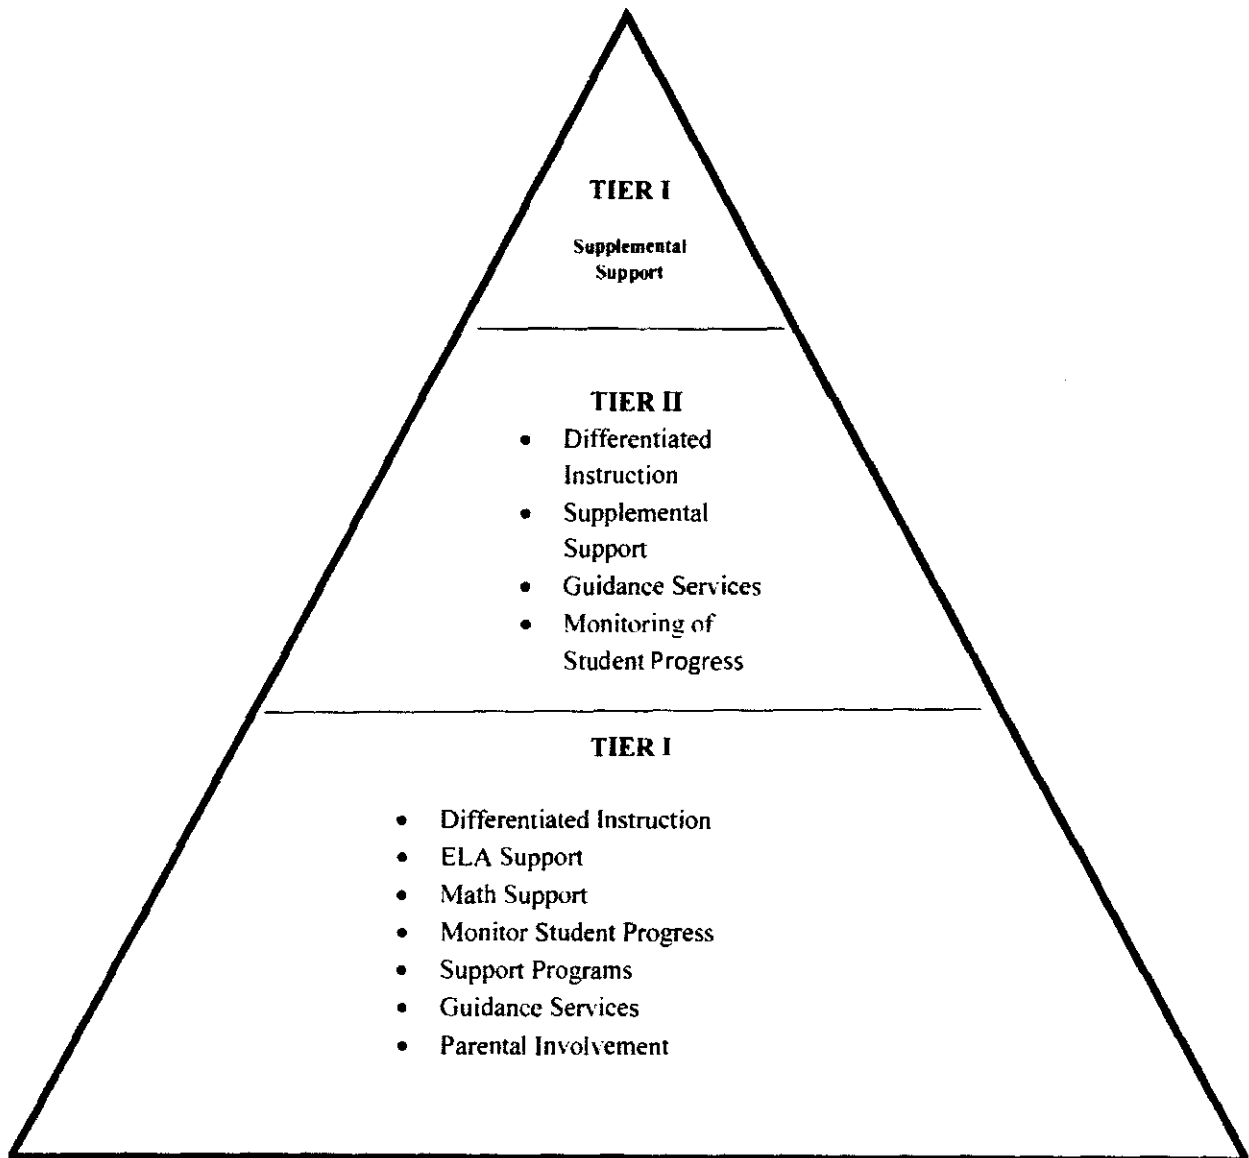 TIER I
Supplemental
Support
TIER II
• Differentiated
Instruction
• Supplemental
Support
• Guidance Services
• Monitoring of
Student Progress
TIER I
• Differentiated Instruction
• ELA Support
• Math Support
• Monitor Student Progress
• Support Programs
• Guidance Services
• Parental Involvement